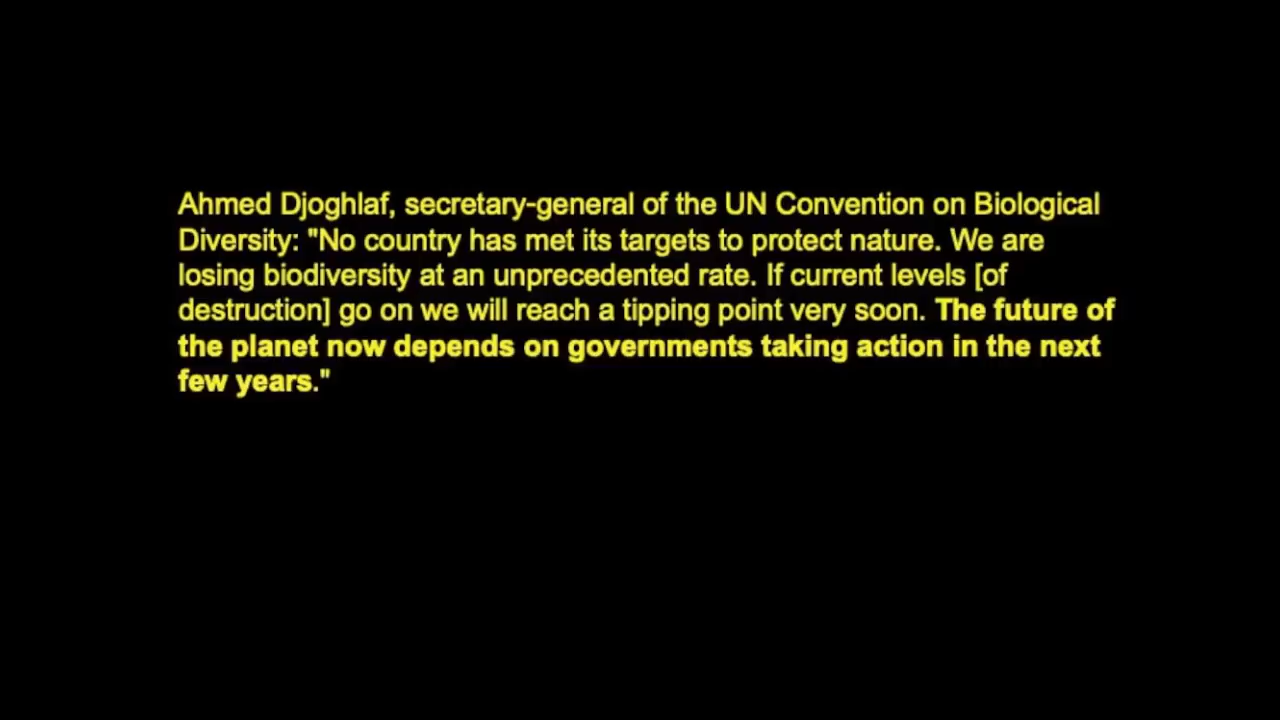 Ahmed Djoghlaf, secretary-general of the UN Convention on Biological
Diversity: "No country has met its targets to protect nature. We are
losing biodiversity at an unprecedented rate. If current levels [of
destruction] go on we will reach a tipping point very soon. The future of
the planet now depends on governments taking action in the next
few years."